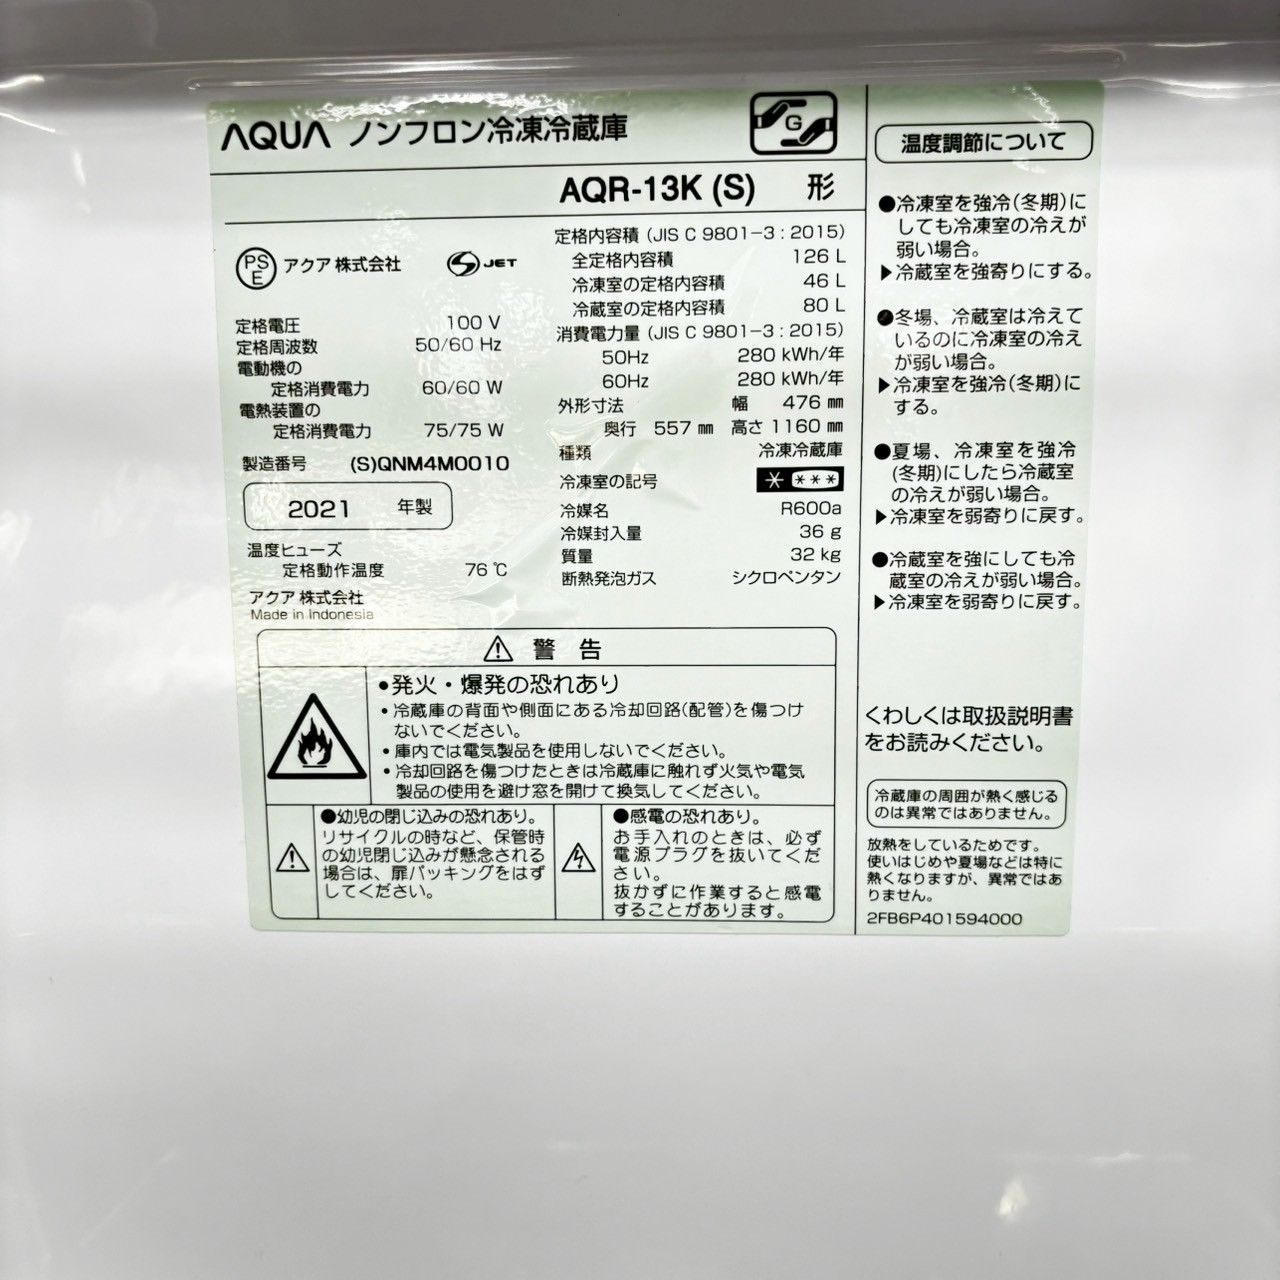 AQUA ノンフロン冷凍冷蔵庫
G
AQR-13K (S) 形
PS E アクア 株式会社 S JET
定格電圧 100 V
定格周波数 50/60 Hz
電動機の
定格消費電力 60/60 W
電熱装置の
定格消費電力 75/75 W
製造番号 (S)QNM4M0010
2021 年製
温度ヒューズ
定格動作温度 76 ℃
アクア 株式会社
Made in Indonesia
定格内容積 (JIS C 9801-3 : 2015)
全定格内容積 126 L
冷凍室の定格内容積 46 L
冷蔵室の定格内容積 80 L
消費電力量 (JIS C 9801-3 : 2015)
50Hz 280 kWh/年
60Hz 280 kWh/年
外形寸法 幅 476 ㎜
奥行 557 ㎜ 高さ 1160 ㎜
種類 冷凍冷蔵庫
冷凍室の記号 * ***
冷媒名 R600a
冷媒封入量 36 g
質量 32 kg
断熱発泡ガス シクロペンタン
⚠ 警 告
●発火・爆発の恐れあり
・冷蔵庫の背面や側面にある冷却回路(配管)を傷つけ
ないでください。
・庫内では電気製品を使用しないでください。
・冷却回路を傷つけたときは冷蔵庫に触れず火気や電気
製品の使用を避け窓を開けて換気してください。
●幼児の閉じ込みの恐れあり。
リサイクルの時など、保管時
の幼児閉じ込みが懸念される
場合は、扉パッキングをはず
してください。
●感電の恐れあり。
お手入れのときは、必ず
電源プラグを抜いてくだ
さい。
抜かずに作業すると感電
することがあります。
温度調節について
●冷凍室を強冷(冬期)に
しても冷凍室の冷えが
弱い場合。
▶冷蔵室を強寄りにする。
●冬場、冷蔵室は冷えて
いるのに冷凍室の冷え
が弱い場合。
▶冷凍室を強冷(冬期)に
する。
●夏場、冷凍室を強冷
(冬期)にしたら冷蔵室
の冷えが弱い場合。
▶冷凍室を弱寄りに戻す。
●冷蔵室を強にしても冷
蔵室の冷えが弱い場合。
▶冷凍室を弱寄りに戻す。
くわしくは取扱説明書
をお読みください。
冷蔵庫の周囲が熱く感じる
のは異常ではありません。
放熱をしているためです。
使いはじめや夏場などは特に
熱くなりますが、異常ではあ
りません。
2FB6P401594000